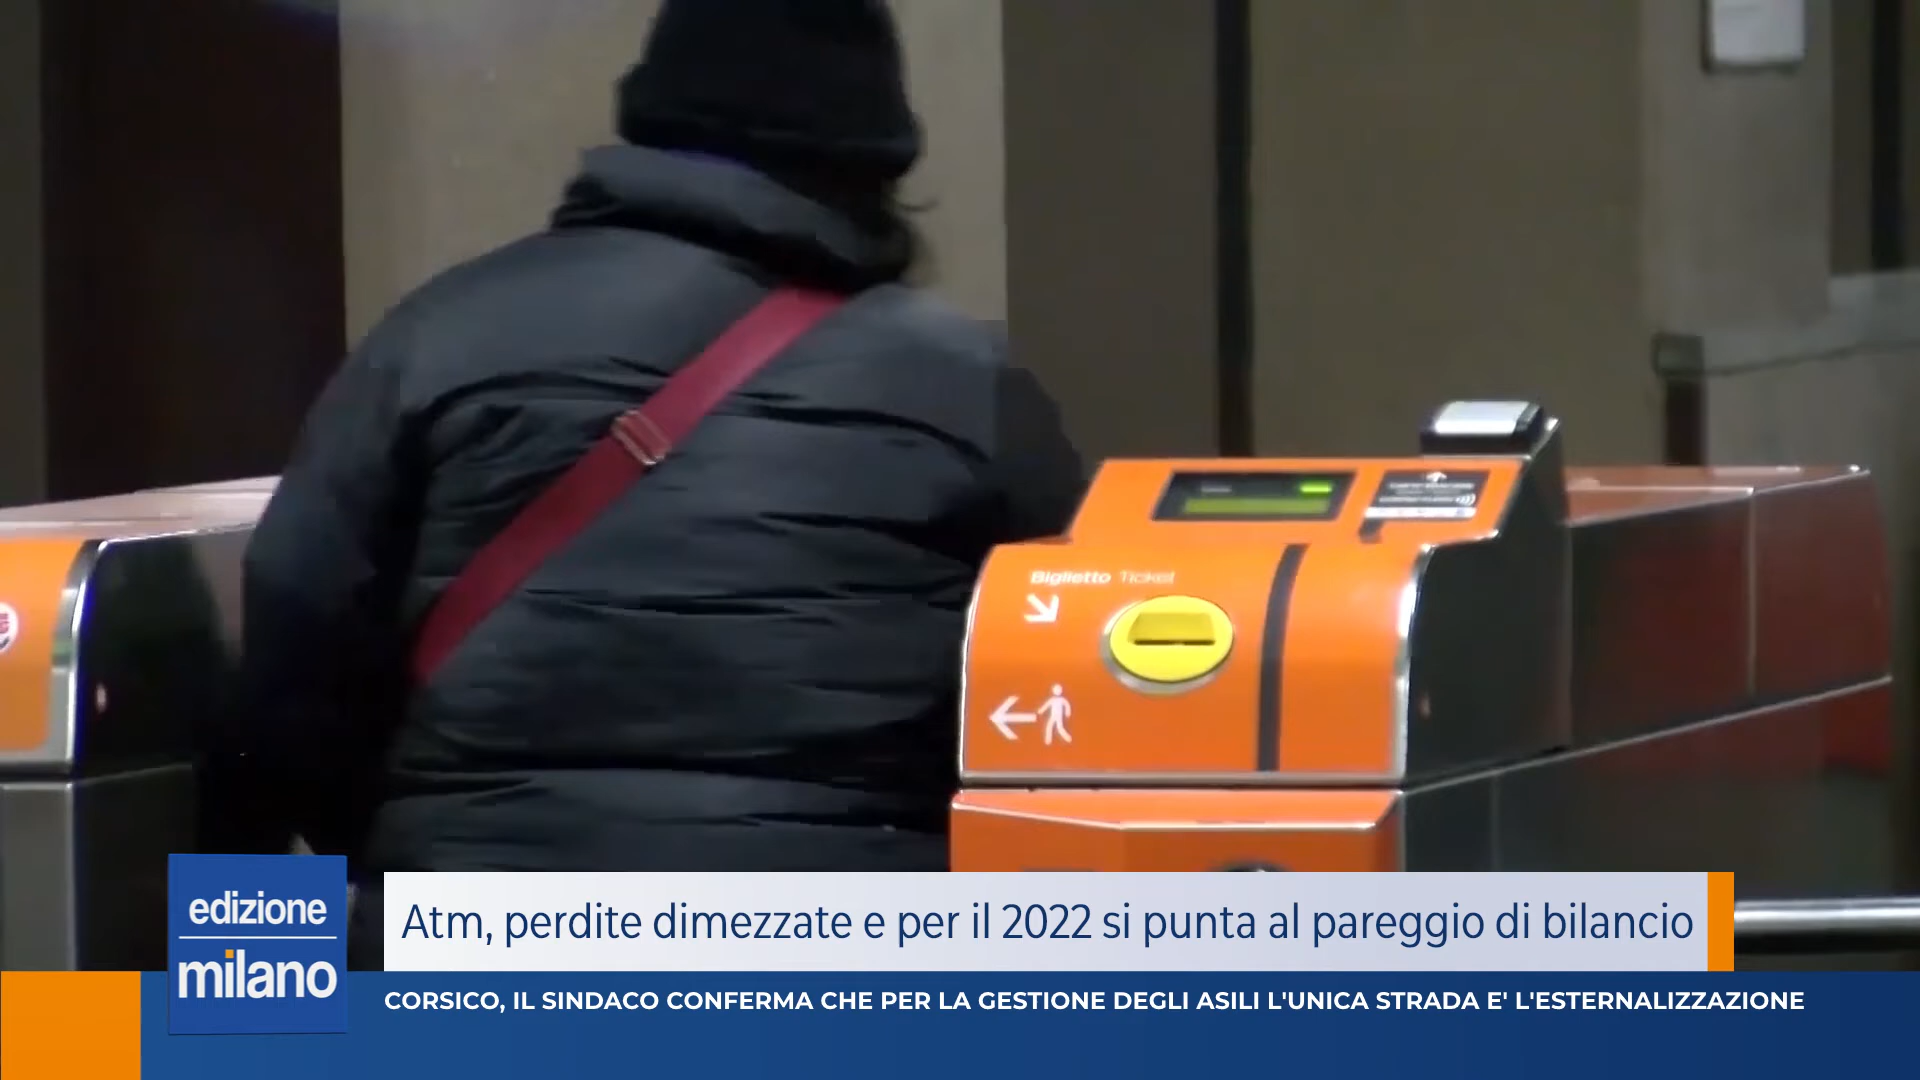 Biglietto Ticket
edizione
milano
Atm, perdite dimezzate e per il 2022 si punta al pareggio di bilancio
CORSICO, IL SINDACO CONFERMA CHE PER LA GESTIONE DEGLI ASILI L'UNICA STRADA E' L'ESTERNALIZZAZIONE